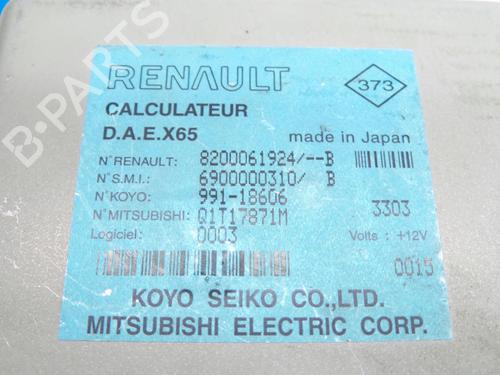 RENAULT
373
CALCULATEUR
D.A.E.X65
made in Japan
N°RENAULT: 8200061924/--B
N°S.M.I.: 6900000310/ B
N°KOYO: 991-18606
N°MITSUBISHI: Q1T17871M 3303
Logiciel: 0003 Volts : +12V
0015
KOYO SEIKO CO.,LTD.
MITSUBISHI ELECTRIC CORP.
B-PARTS